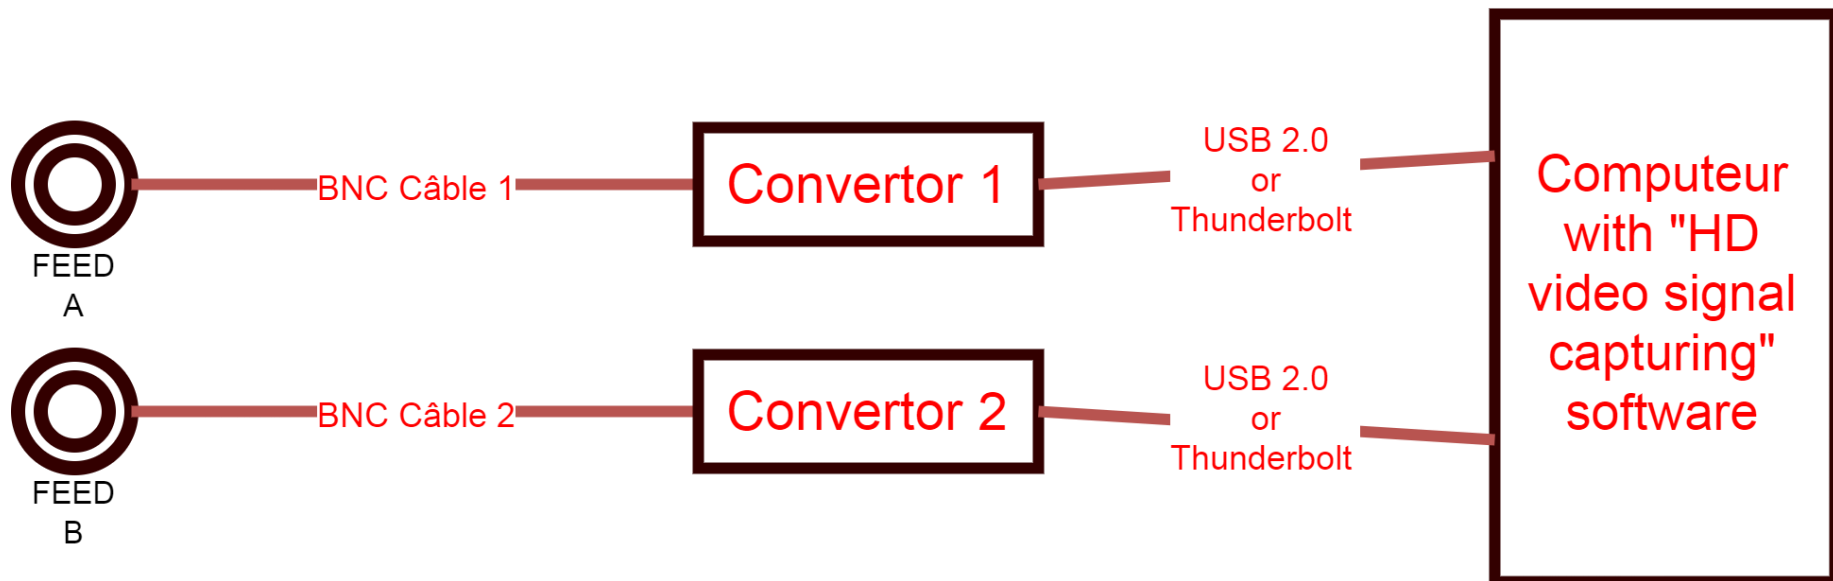 FEED
A
BNC Câble 1
Convertor 1
USB 2.0
or
Thunderbolt
FEED
B
BNC Câble 2
Convertor 2
USB 2.0
or
Thunderbolt
Computeur
with "HD
video signal
capturing"
software